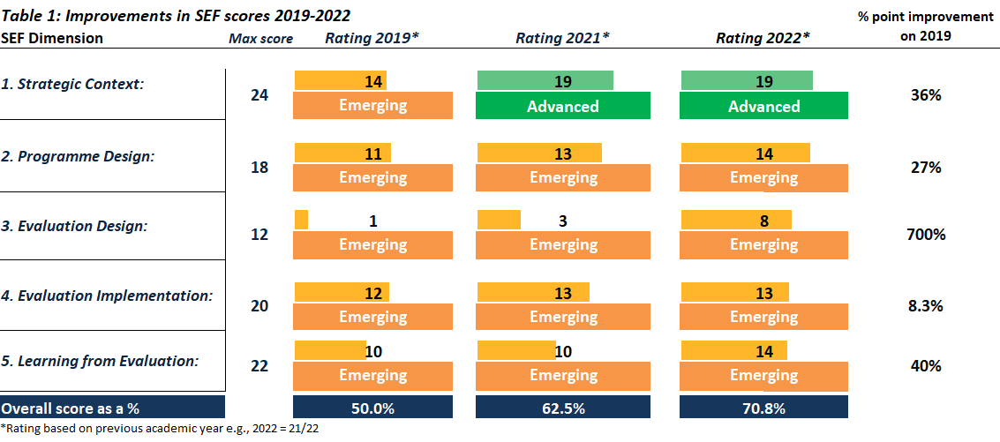 Table 1: Improvements in SEF scores 2019-2022
SEF Dimension Max score Rating 2019* Rating 2021* Rating 2022* % point improvement on 2019
1. Strategic Context: 24 14 19 19 36%
Emerging Advanced Advanced
2. Programme Design: 18 11 13 14 27%
Emerging Emerging Emerging
3. Evaluation Design: 12 1 3 8 700%
Emerging Emerging Emerging
4. Evaluation Implementation: 20 12 13 13 8.3%
Emerging Emerging Emerging
5. Learning from Evaluation: 22 10 10 14 40%
Emerging Emerging Emerging
Overall score as a % 50.0% 62.5% 70.8%
*Rating based on previous academic year e.g., 2022 = 21/22